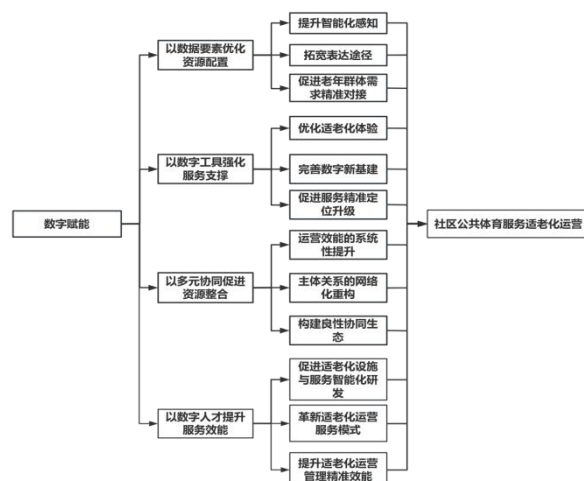 数字赋能
以数据要素优化
资源配置
提升智能化感知
拓宽表达途径
促进老年群体需
求精准对接
以数字工具强化
服务支撑
优化适老化体验
完善数字新基建
促进服务精准定
位升级
以多元协同促进
资源整合
运营效能的系统
性提升
主体关系的网络
化重构
构建良性协同生
态
以数字人才提升
服务效能
促进适老化设施
与服务智能化研
发
革新适老化运营
服务模式
提升适老化运营
管理精准效能
社区公共体育服务适老化运营